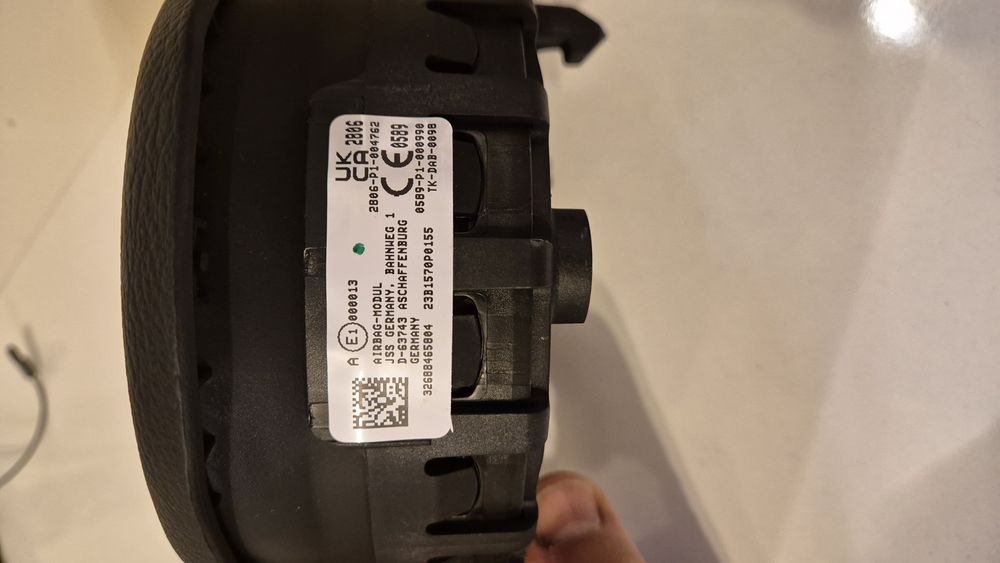 A E1 000013
AIRBAG-MODUL
JSS GERMANY, BAHNWEG 1
D-63743 ASCHAFFENBURG
GERMANY
32688465804 23B1570P0155
UK
CA 2806
2806-P1-004762
CE 0589
0589-P1-000990
TK-DAB-0098